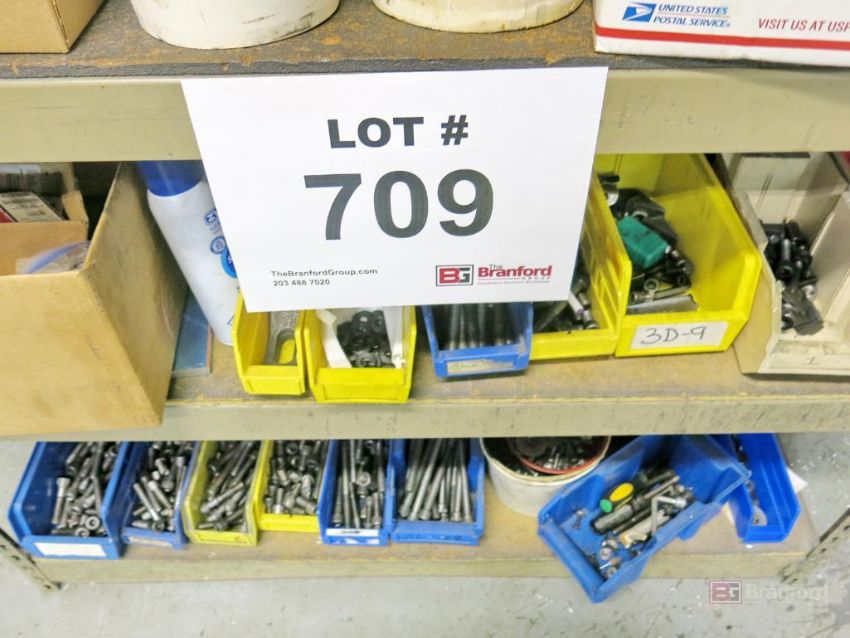 UNITED STATES
POSTAL SERVICE
VISIT US AT USP
LOT #
709
TheBranfordGroup.com
203 488 7020
BG The Branford
GROUP
3D-9
BG Branford